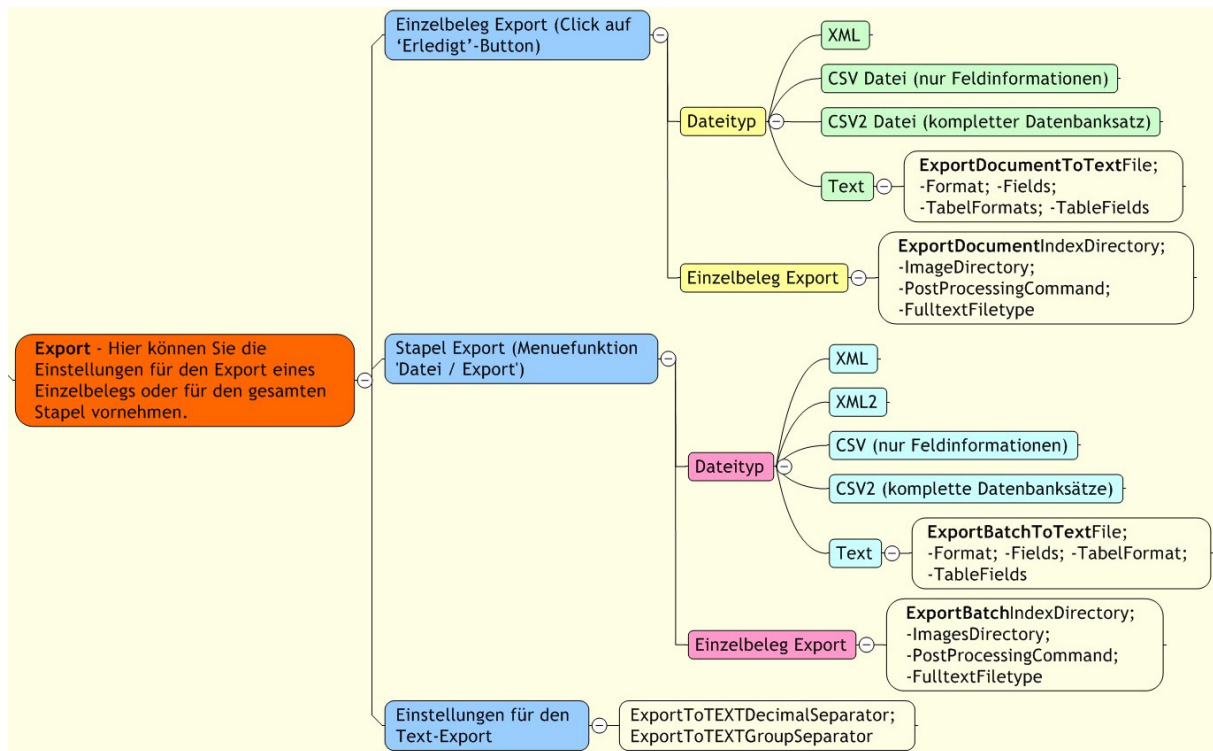 Einzelbeleg Export (Click auf
‘Erledigt’-Button)
Dateityp
XML
CSV Datei (nur Feldinformationen)
CSV2 Datei (kompletter Datenbanksatz)
Text
ExportDocumentToTextFile;
-Format; -Fields;
-TabelFormats; -TableFields
Einzelbeleg Export
ExportDocumentIndexDirectory;
-ImageDirectory;
-PostProcessingCommand;
-FulltextFiletype
Export - Hier können Sie die
Einstellungen für den Export eines
Einzelbelegs oder für den gesamten
Stapel vornehmen.
Stapel Export (Menuefunktion
'Datei / Export')
Dateityp
XML
XML2
CSV (nur Feldinformationen)
CSV2 (komplette Datenbanksätze)
Text
ExportBatchToTextFile;
-Format; -Fields; -TabelFormat;
-TableFields
Einzelbeleg Export
ExportBatchIndexDirectory;
-ImagesDirectory;
-PostProcessingCommand;
-FulltextFiletype
Einstellungen für den
Text-Export
ExportToTEXTDecimalSeparator;
ExportToTEXTGroupSeparator